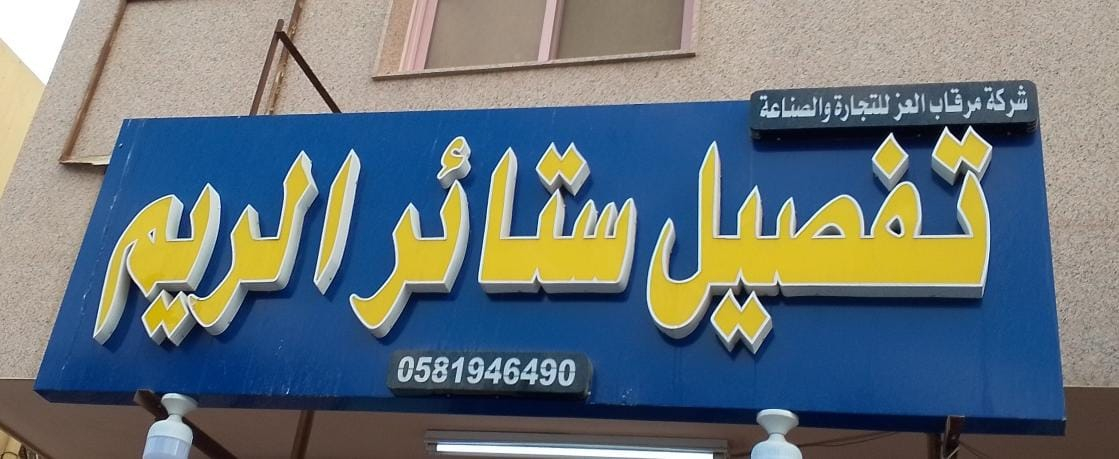 شركة مرقاب العز للتجارة والصناعة
تفصيل ستائر الريم
0581946490